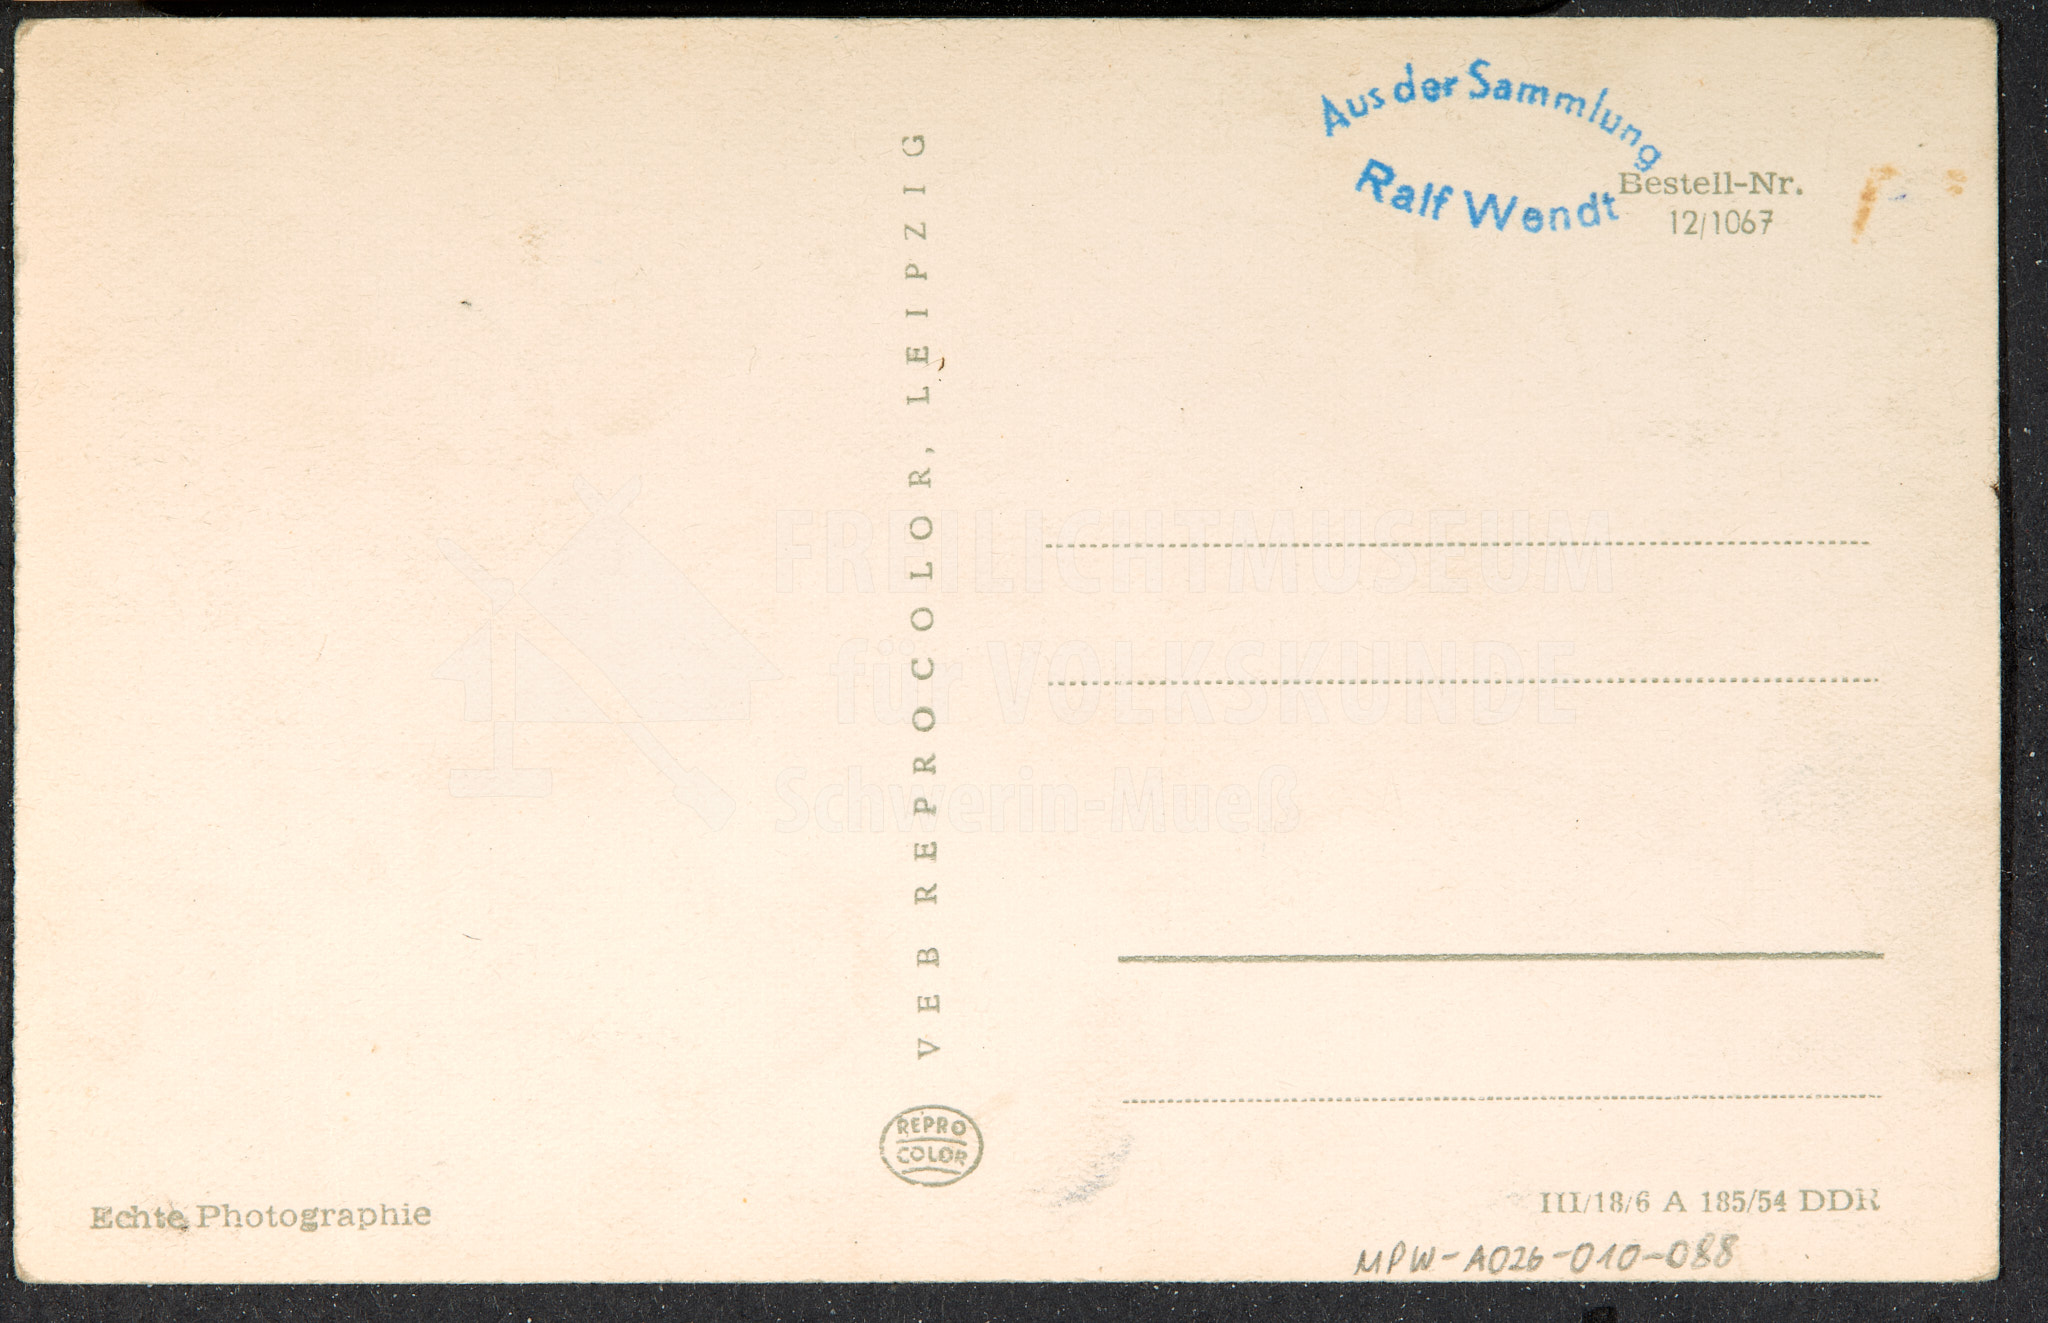 Aus der Sammlung
Ralf Wendt
Bestell-Nr.
12/1067
VEB REPROCOLOR, LEIPZIG
FREILICHTMUSEUM
für VOLKSKUNDE
Schwerin-Mueß
REPRO
COLOR
Echte Photographie
III/18/6 A 185/54 DDR
MPW-A026-010-088